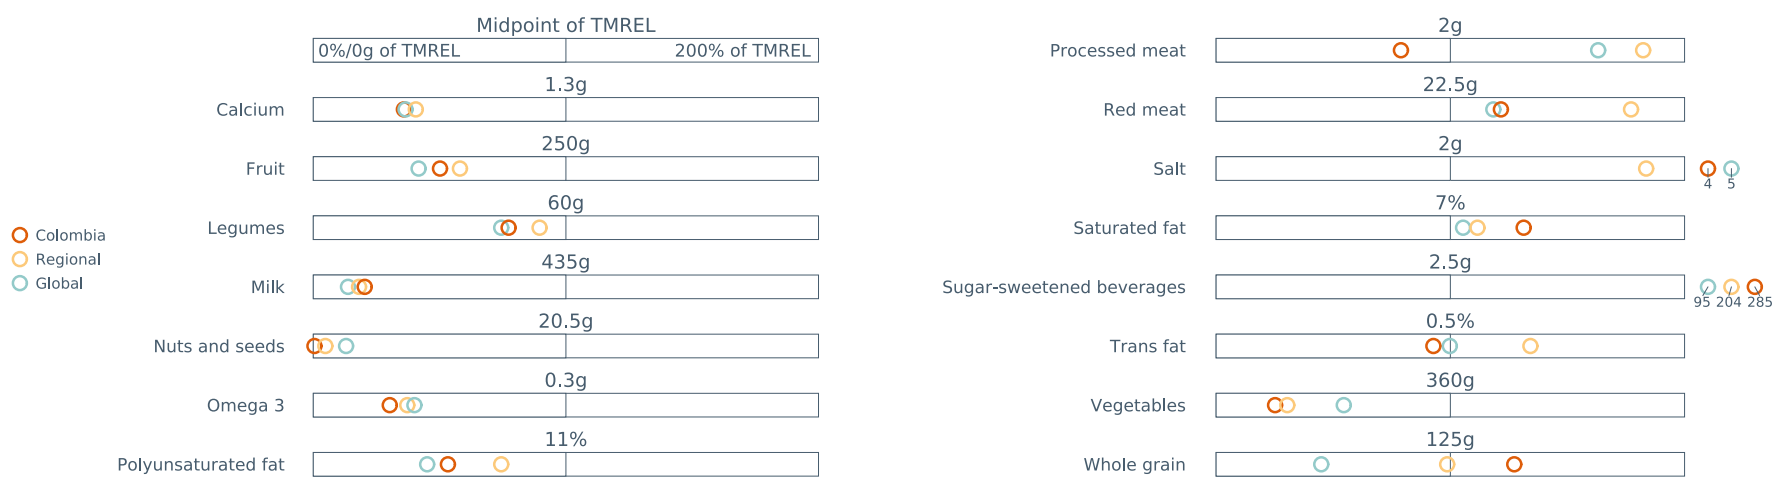 Midpoint of TMREL
0%/0g of TMREL 200% of TMREL
1.3g
Calcium
250g
Fruit
60g
Legumes
435g
Milk
20.5g
Nuts and seeds
0.3g
Omega 3
11%
Polyunsaturated fat
Colombia
Regional
Global
2g
Processed meat
22.5g
Red meat
2g
Salt
4 5
7%
Saturated fat
2.5g
Sugar-sweetened beverages
95 204 285
0.5%
Trans fat
360g
Vegetables
125g
Whole grain